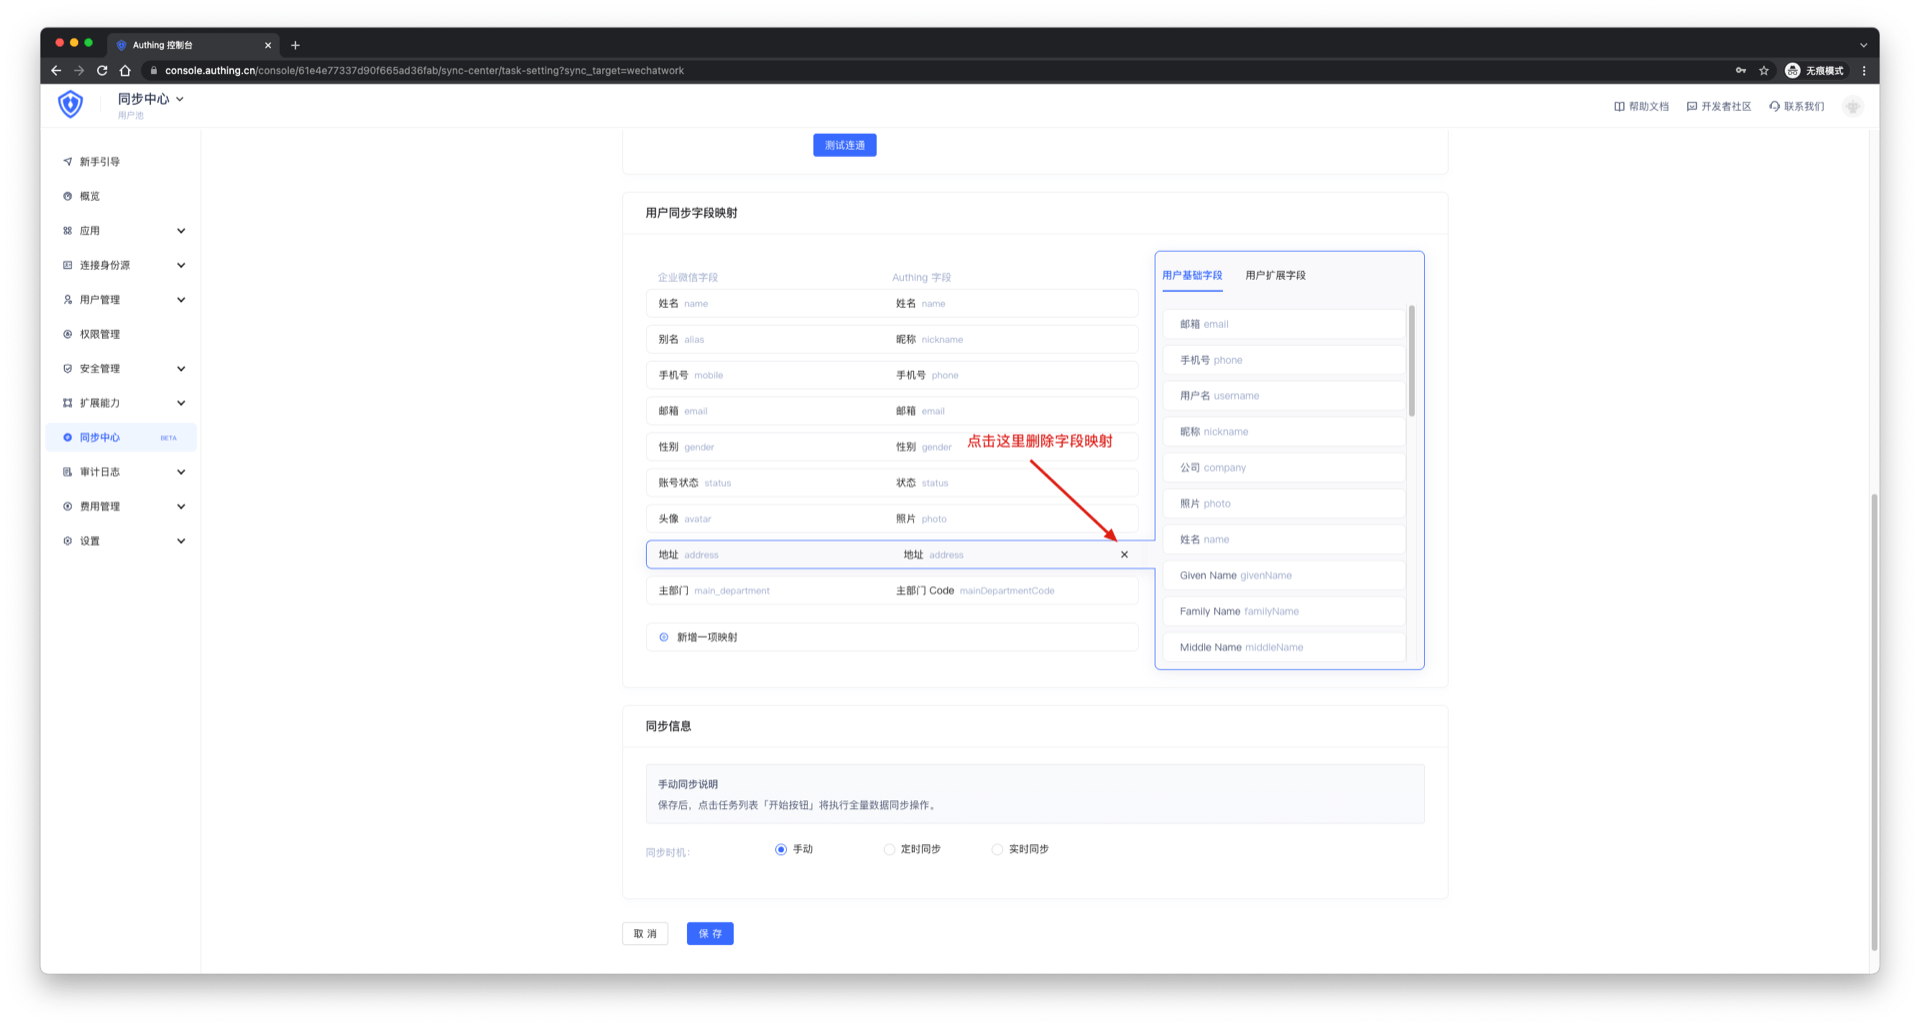 Authing 控制台
console.authing.cn/console/61e4e77337d90f665ad36fab/sync-center/task-setting?sync_target=wechatwork
无痕模式
同步中心
用户池
帮助文档
开发者社区
联系我们
新手引导
概览
应用
连接身份源
用户管理
权限管理
安全管理
扩展能力
同步中心 BETA
审计日志
费用管理
设置
测试连通
用户同步字段映射
企业微信字段 Authing 字段
姓名 name 姓名 name
别名 alias 昵称 nickname
手机号 mobile 手机号 phone
邮箱 email 邮箱 email
性别 gender 性别 gender
点击这里删除字段映射
账号状态 status 状态 status
头像 avatar 照片 photo
地址 address 地址 address
主部门 main_department 主部门 Code mainDepartmentCode
新增一项映射
用户基础字段 用户扩展字段
邮箱 email
手机号 phone
用户名 username
昵称 nickname
公司 company
照片 photo
姓名 name
Given Name givenName
Family Name familyName
Middle Name middleName
同步信息
手动同步说明
保存后，点击任务列表「开始按钮」将执行全量数据同步操作。
同步时机： 手动 定时同步 实时同步
取 消 保 存